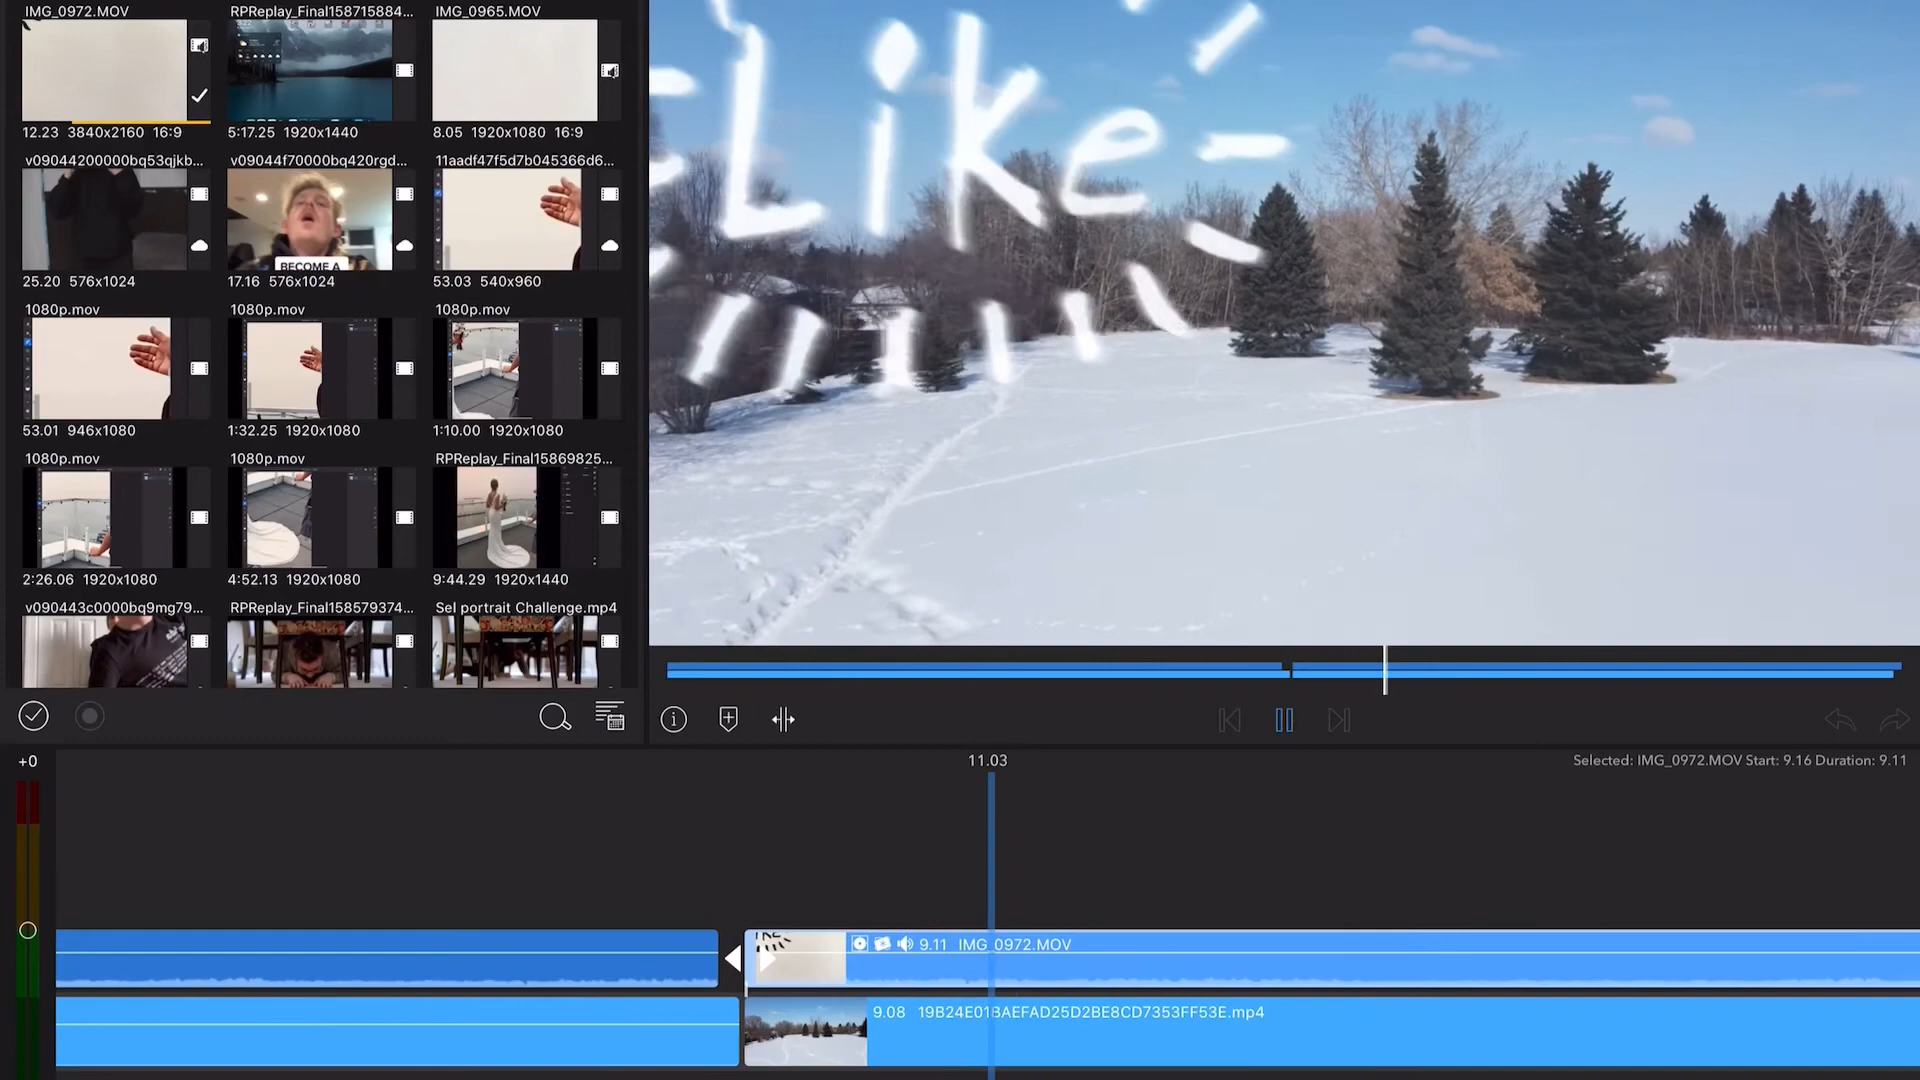 IMG_0972.MOV
RPReplay_Final158715884...
IMG_0965.MOV
12.23 3840x2160 16:9
5:17.25 1920x1440
8.05 1920x1080 16:9
v09044200000bq53qjkb...
v09044f70000bq420rgd...
11aadf47f5d7b045366d6...
BECOME A
25.20 576x1024
17.16 576x1024
53.03 540x960
1080p.mov
1080p.mov
1080p.mov
53.01 946x1080
1:32.25 1920x1080
1:10.00 1920x1080
1080p.mov
1080p.mov
RPReplay_Final15869825...
2:26.06 1920x1080
4:52.13 1920x1080
9:44.29 1920x1440
v090443c0000bq9mg79...
RPReplay_Final158579374...
Sel portrait Challenge.mp4
Like
+0
11.03
Selected: IMG_0972.MOV Start: 9.16 Duration: 9.11
9.11 IMG_0972.MOV
9.08 19B24E01BAEFAD25D2BE8CD7353FF53E.mp4